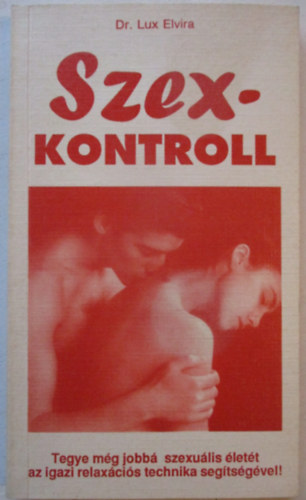 Dr. Lux Elvira
Szex-
KONTROLL
Tegye még jobbá szexuális életét
az igazi relaxációs technika segítségével!